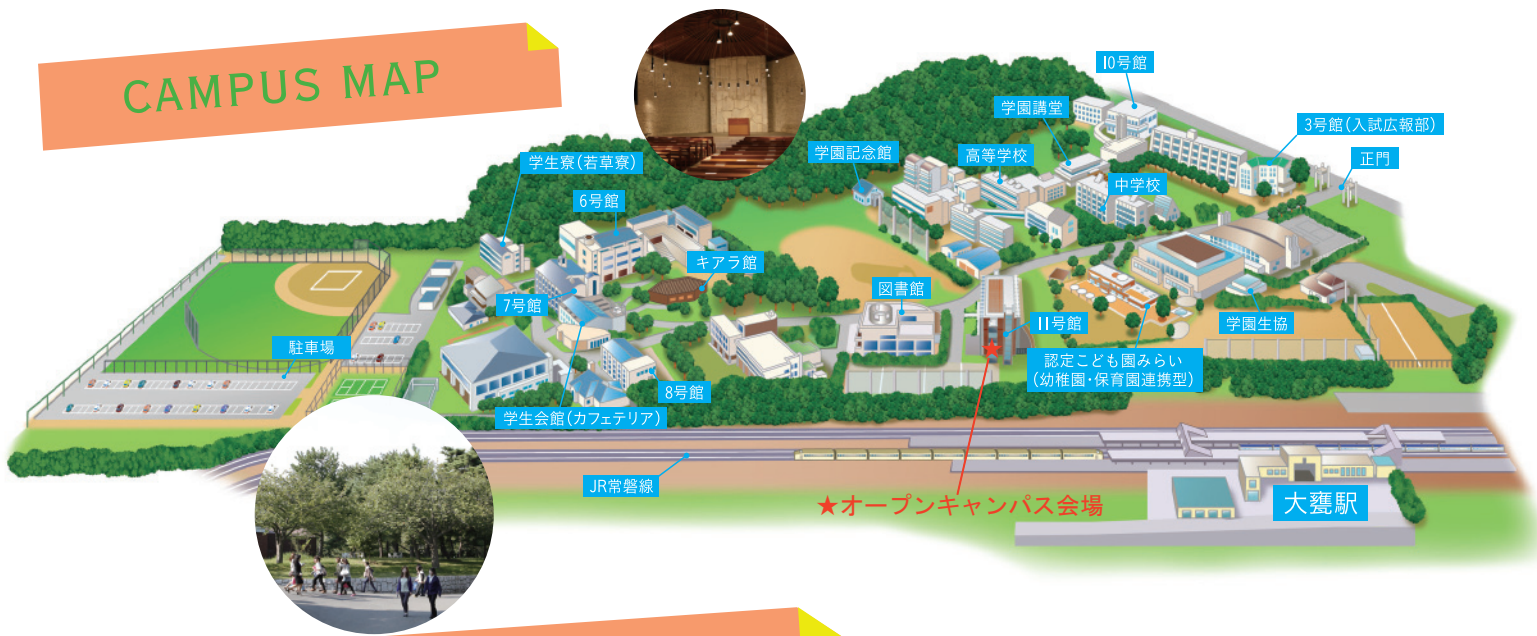 CAMPUS MAP
10号館
学園講堂
3号館(入試広報部)
学園記念館
高等学校
正門
学生寮(若草寮)
中学校
6号館
キアラ館
図書館
7号館
11号館
学園生協
駐車場
認定こども園みらい
(幼稚園・保育園連携型)
8号館
学生会館(カフェテリア)
JR常磐線
★オープンキャンパス会場
大甕駅